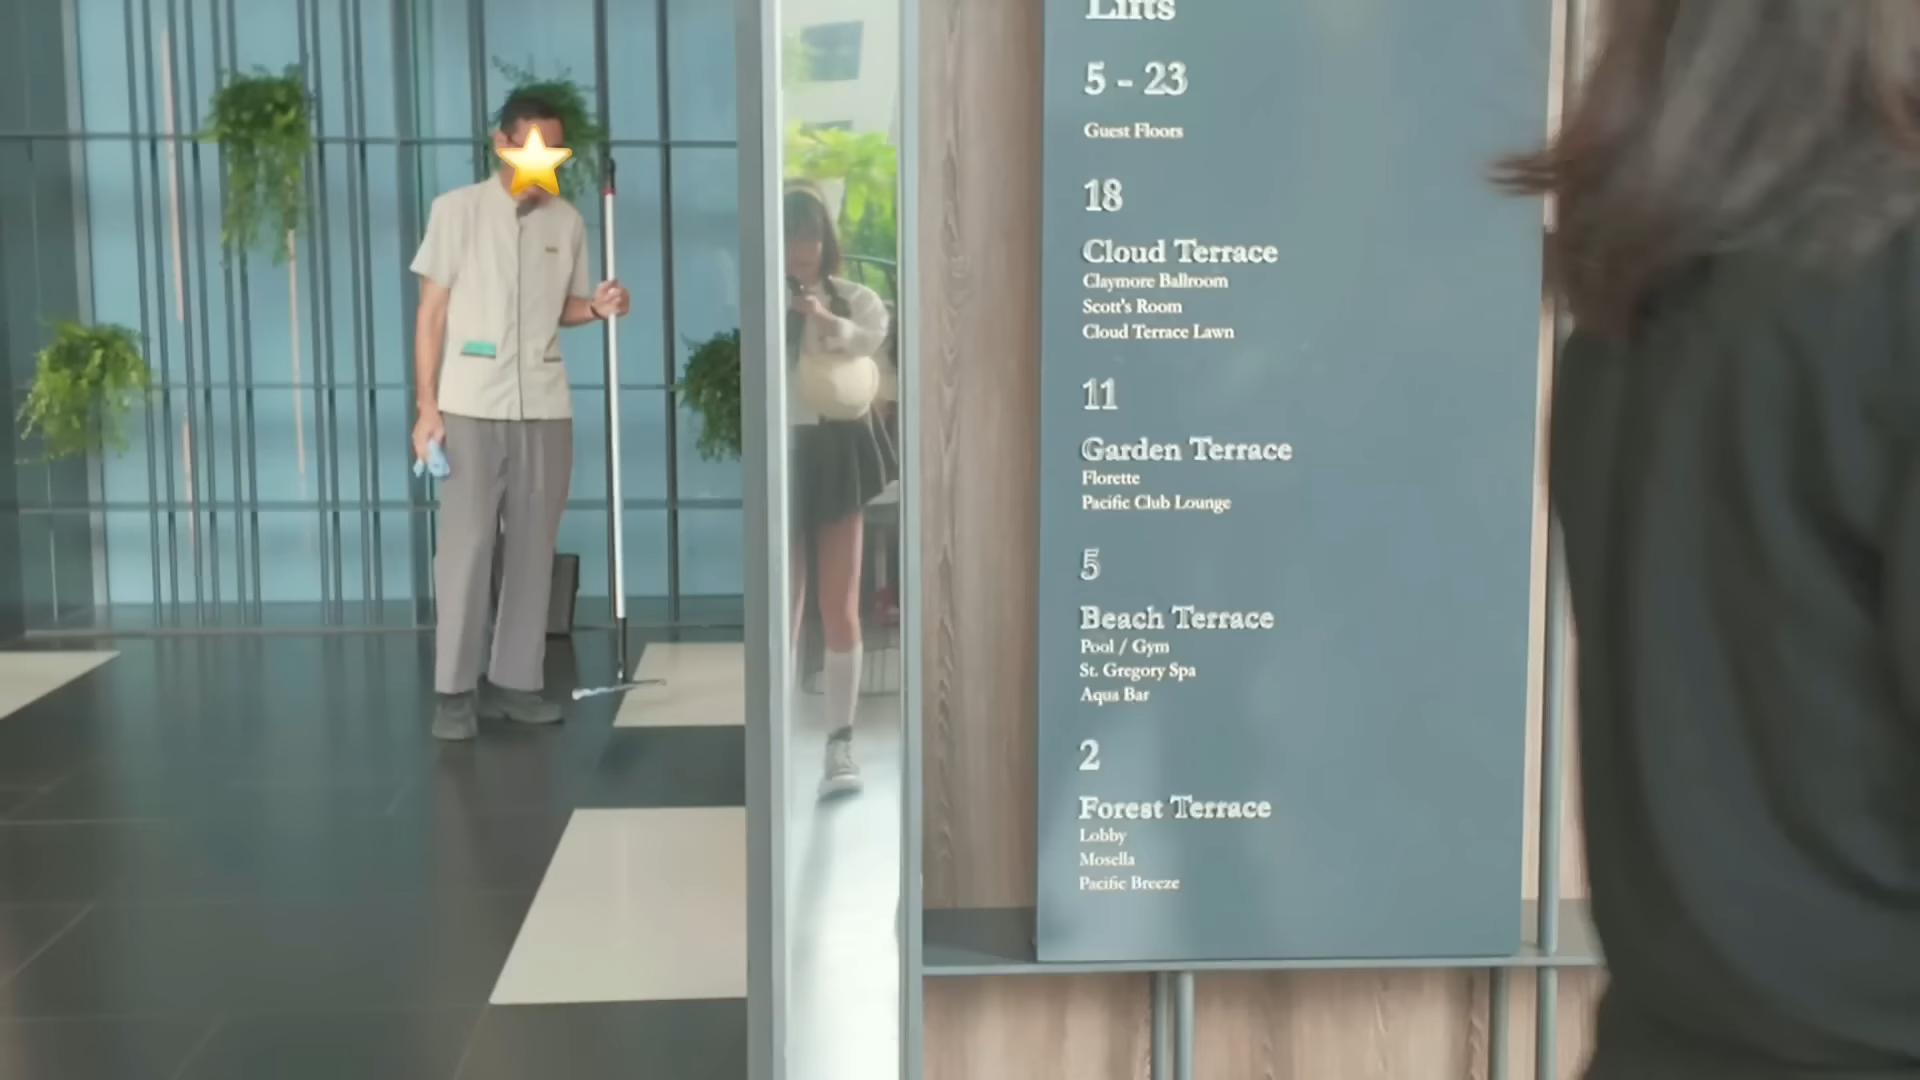 Lifts
5 - 23
Guest Floors
18
Cloud Terrace
Claymore Ballroom
Scott's Room
Cloud Terrace Lawn
11
Garden Terrace
Florette
Pacific Club Lounge
5
Beach Terrace
Pool / Gym
St. Gregory Spa
Aqua Bar
2
Forest Terrace
Lobby
Mosella
Pacific Breeze